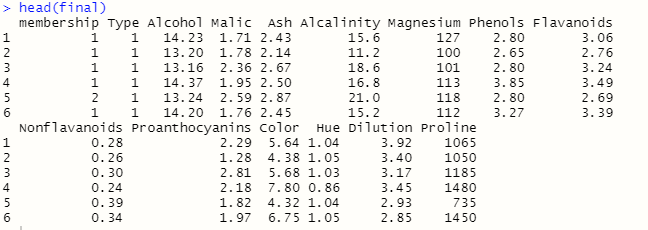 > head(final)
membership Type Alcohol Malic Ash Alcalinity Magnesium Phenols Flavanoids
1 1 1 14.23 1.71 2.43 15.6 127 2.80 3.06
2 1 1 13.20 1.78 2.14 11.2 100 2.65 2.76
3 1 1 13.16 2.36 2.67 18.6 101 2.80 3.24
4 1 1 14.37 1.95 2.50 16.8 113 3.85 3.49
5 2 1 13.24 2.59 2.87 21.0 118 2.80 2.69
6 1 1 14.20 1.76 2.45 15.2 112 3.27 3.39
Nonflavanoids Proanthocyanins Color Hue Dilution Proline
1 0.28 2.29 5.64 1.04 3.92 1065
2 0.26 1.28 4.38 1.05 3.40 1050
3 0.30 2.81 5.68 1.03 3.17 1185
4 0.24 2.18 7.80 0.86 3.45 1480
5 0.39 1.82 4.32 1.04 2.93 735
6 0.34 1.97 6.75 1.05 2.85 1450